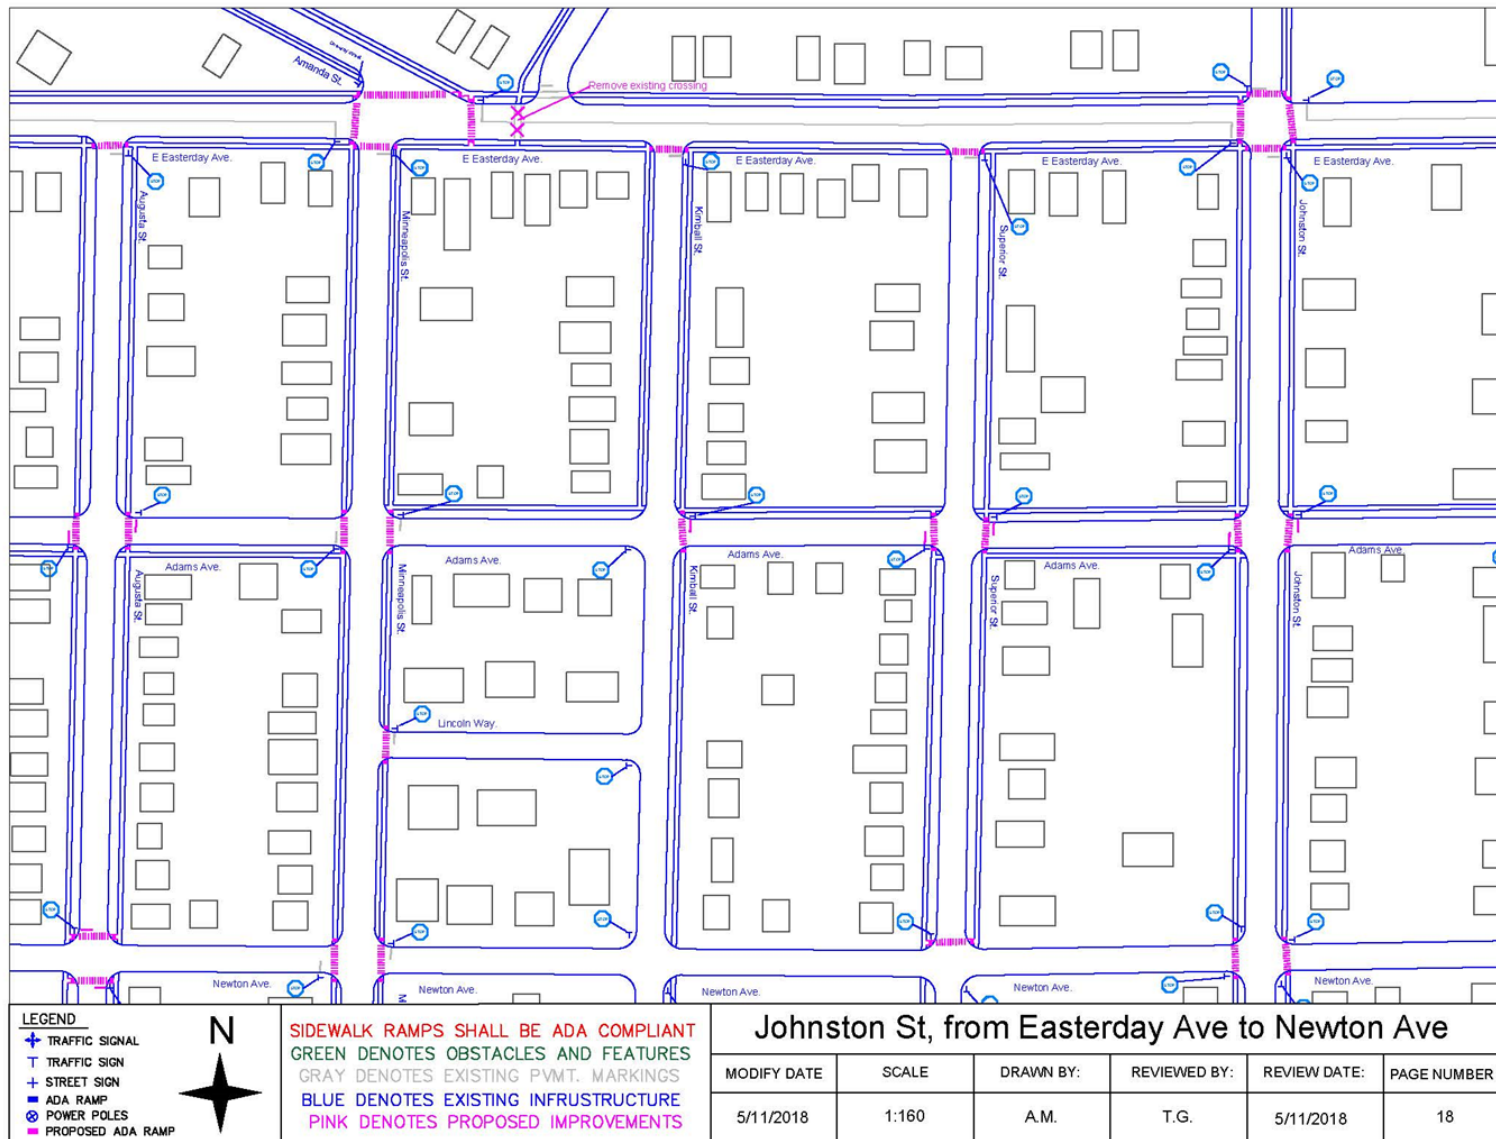 Amanda St.
Remove existing crossing
E Easterday Ave.
E Easterday Ave.
E Easterday Ave.
E Easterday Ave.
E Easterday Ave.
Augusta St.
Minneapolis St.
Kimball St.
Superior St.
Johnston St.
Adams Ave.
Adams Ave.
Adams Ave.
Adams Ave.
Augusta St.
Minneapolis St.
Kimball St.
Superior St.
Johnston St.
Lincoln Way.
Newton Ave.
Newton Ave.
Newton Ave.
Newton Ave.
LEGEND
TRAFFIC SIGNAL
TRAFFIC SIGN
STREET SIGN
ADA RAMP
POWER POLES
PROPOSED ADA RAMP
N
SIDEWALK RAMPS SHALL BE ADA COMPLIANT
GREEN DENOTES OBSTACLES AND FEATURES
GRAY DENOTES EXISTING PVMT. MARKINGS
BLUE DENOTES EXISTING INFRUSTRUCTURE
PINK DENOTES PROPOSED IMPROVEMENTS
Johnston St, from Easterday Ave to Newton Ave
MODIFY DATE SCALE DRAWN BY: REVIEWED BY: REVIEW DATE: PAGE NUMBER
5/11/2018 1:160 A.M. T.G. 5/11/2018 18